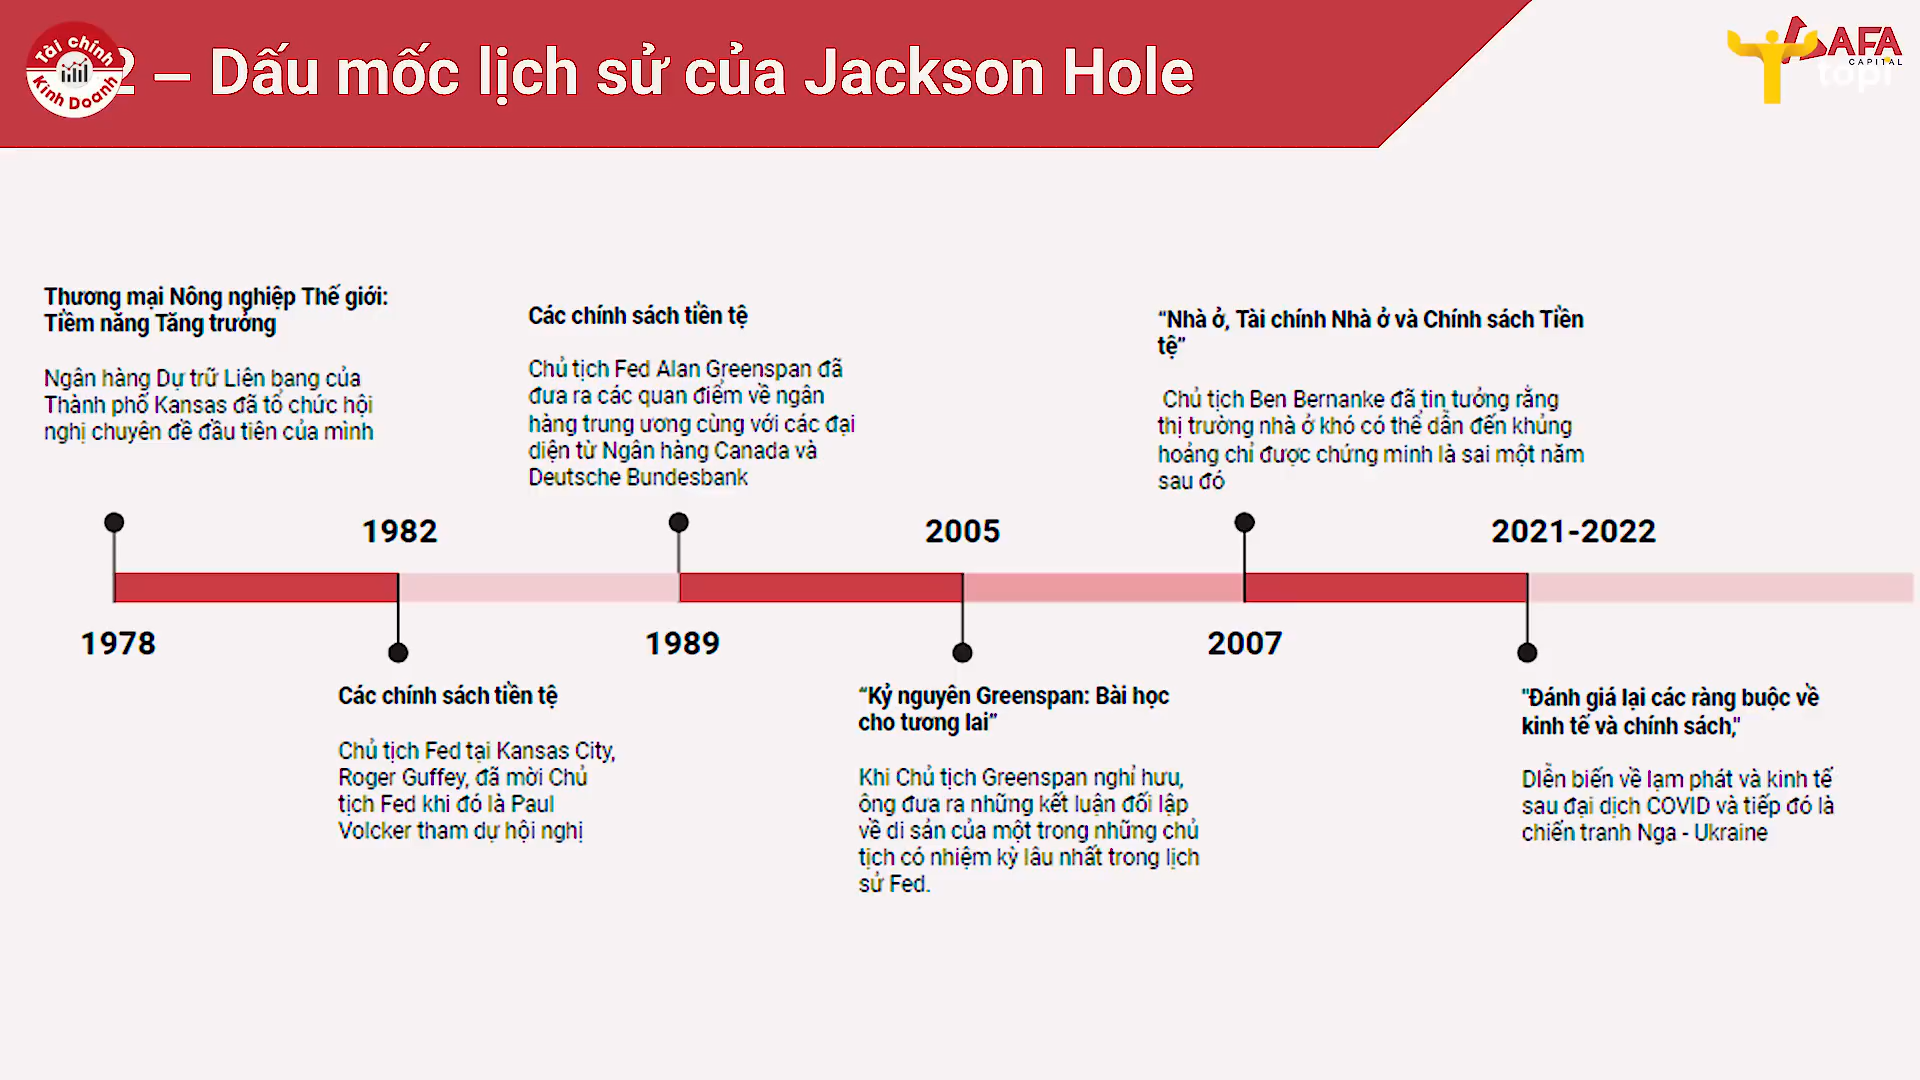 Tài chính
Kinh Doanh
2 – Dấu mốc lịch sử của Jackson Hole
AFA
CAPITAL
topi
Thương mại Nông nghiệp Thế giới:
Tiềm năng Tăng trưởng
Ngân hàng Dự trữ Liên bang của
Thành phố Kansas đã tổ chức hội
nghị chuyên đề đầu tiên của mình
Các chính sách tiền tệ
Chủ tịch Fed Alan Greenspan đã
đưa ra các quan điểm về ngân
hàng trung ương cùng với các đại
diện từ Ngân hàng Canada và
Deutsche Bundesbank
“Nhà ở, Tài chính Nhà ở và Chính sách Tiền
tệ”
Chủ tịch Ben Bernanke đã tin tưởng rằng
thị trường nhà ở khó có thể dẫn đến khủng
hoảng chỉ được chứng minh là sai một năm
sau đó
1982
2005
2021-2022
1978
1989
2007
Các chính sách tiền tệ
Chủ tịch Fed tại Kansas City,
Roger Guffey, đã mời Chủ
tịch Fed khi đó là Paul
Volcker tham dự hội nghị
“Kỷ nguyên Greenspan: Bài học
cho tương lai”
Khi Chủ tịch Greenspan nghỉ hưu,
ông đưa ra những kết luận đối lập
về di sản của một trong những chủ
tịch có nhiệm kỳ lâu nhất trong lịch
sử Fed.
"Đánh giá lại các ràng buộc về
kinh tế và chính sách,"
Diễn biến về lạm phát và kinh tế
sau đại dịch COVID và tiếp đó là
chiến tranh Nga - Ukraine